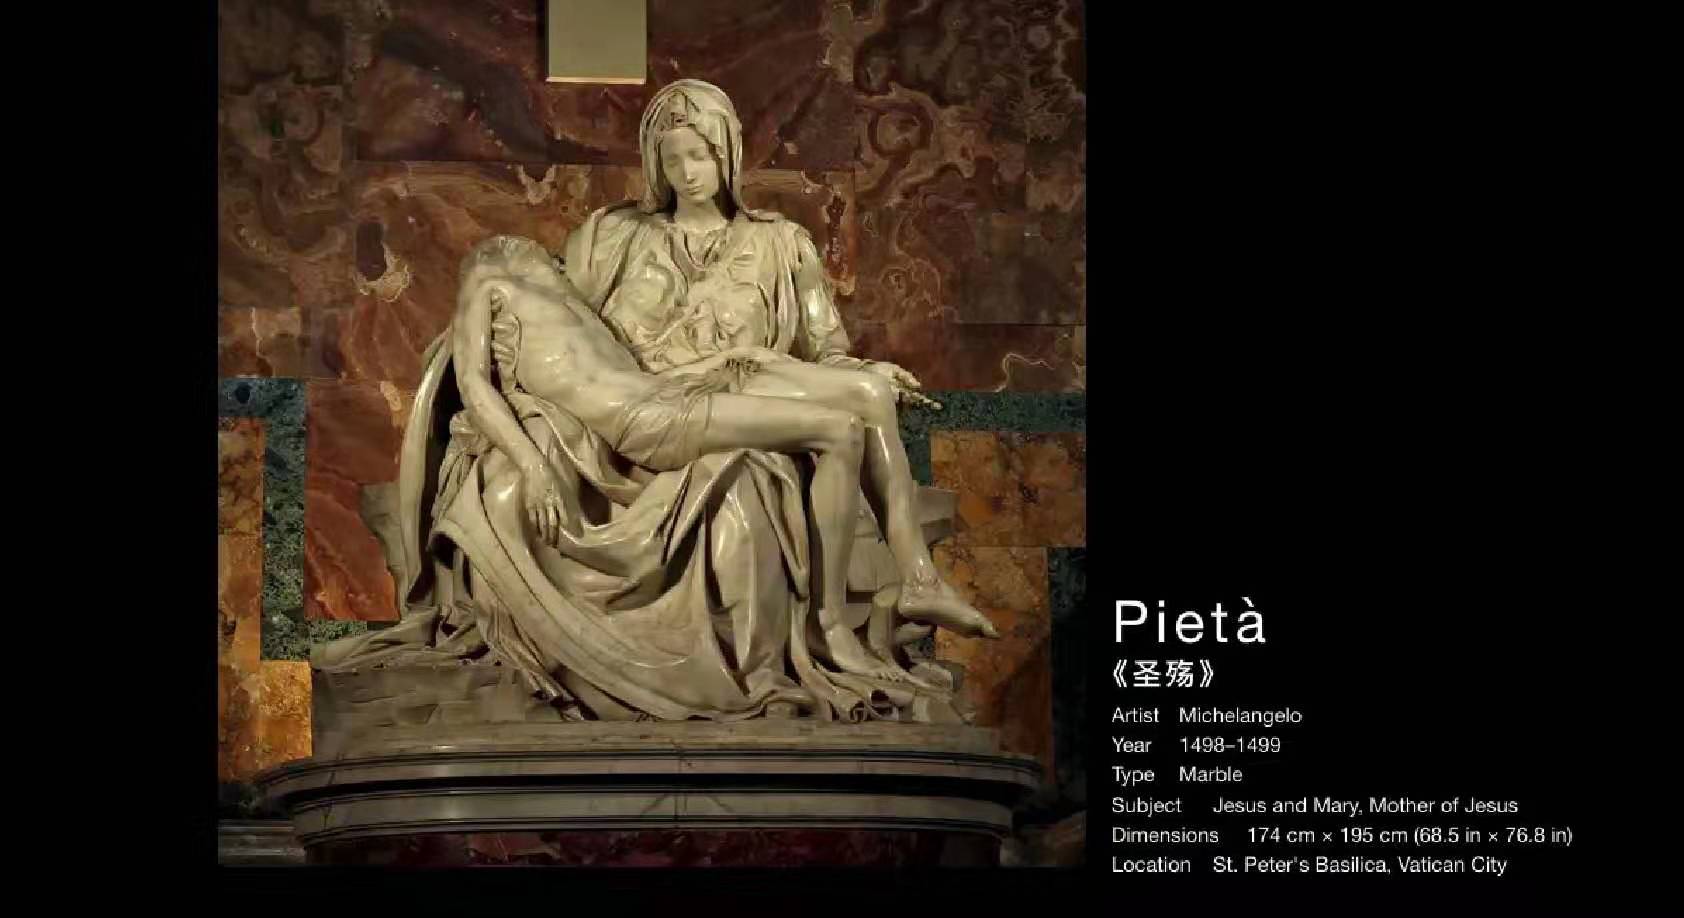 Pietà
《圣殇》
Artist Michelangelo
Year 1498–1499
Type Marble
Subject Jesus and Mary, Mother of Jesus
Dimensions 174 cm × 195 cm (68.5 in × 76.8 in)
Location St. Peter's Basilica, Vatican City